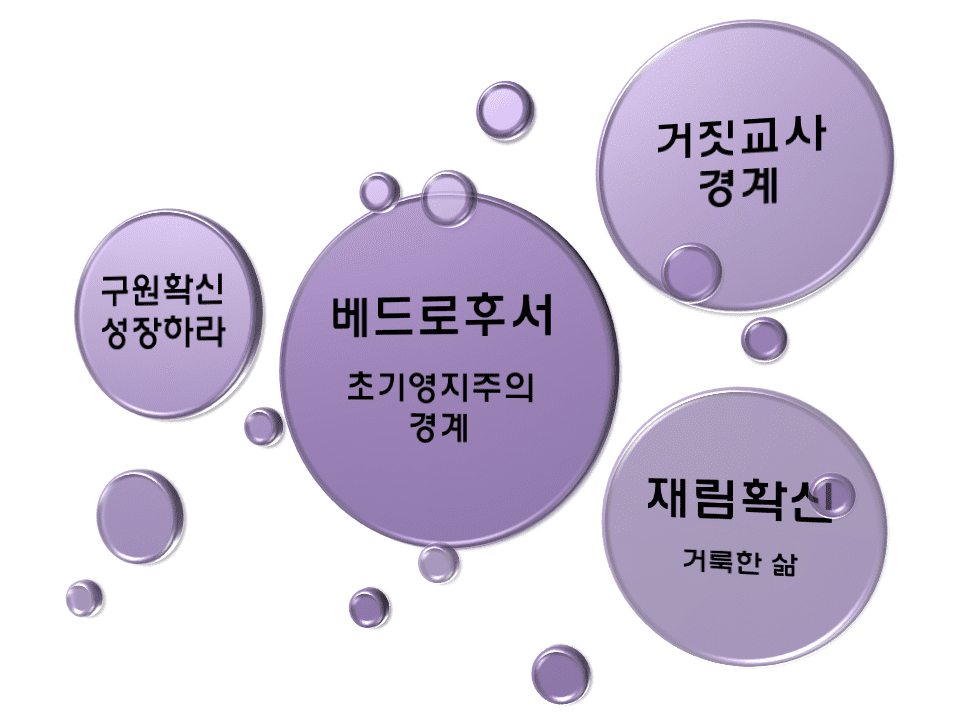 구원확신
성장하라
베드로후서
초기영지주의
경계
거짓교사
경계
재림확신
거룩한 삶